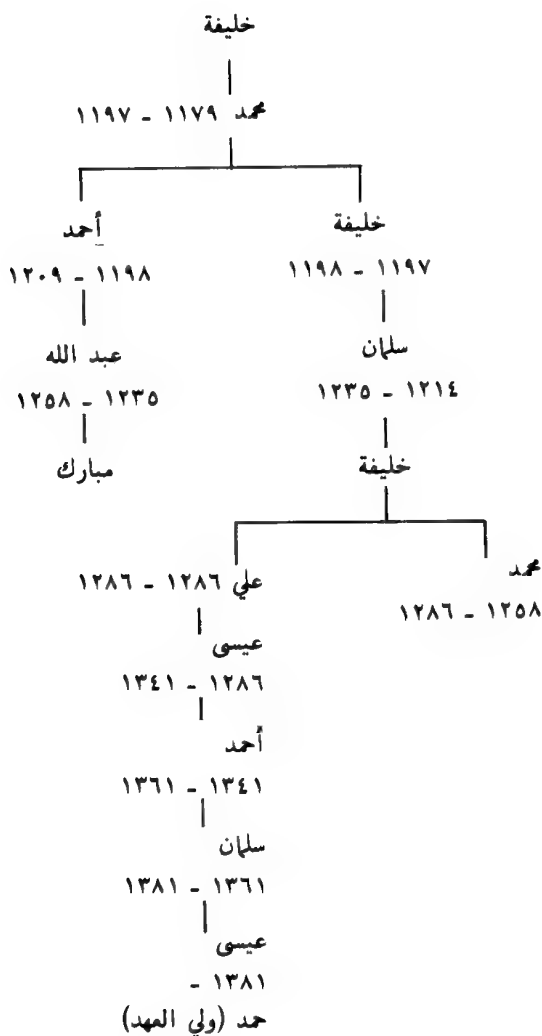 خليفة
محمد ١١٧٩ - ١١٩٧
خليفة
أحمد
١١٩٧ - ١١٩٨
١١٩٨ - ١٢٠٩
سلمان
عبد الله
١٢١٤ - ١٢٣٥
١٢٣٥ - ١٢٥٨
خليفة
مبارك
محمد
علي ١٢٨٦ - ١٢٨٦
١٢٥٨ - ١٢٨٦
عيسى
١٢٨٦ - ١٣٤١
أحمد
١٣٤١ - ١٣٦١
سلمان
١٣٦١ - ١٣٨١
عيسى
١٣٨١ -
حمد (ولي العهد)